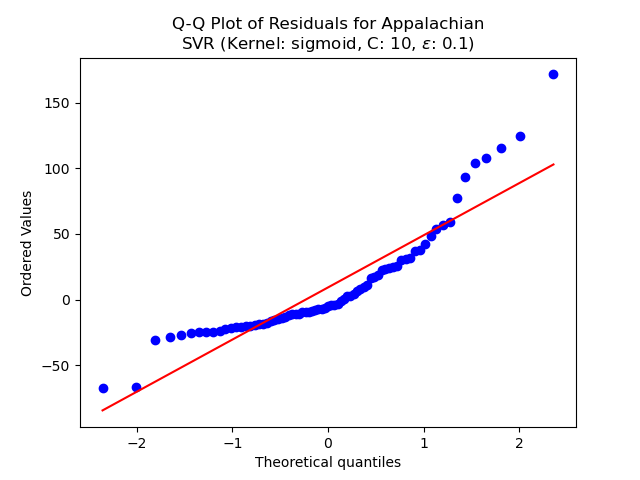 Q-Q Plot of Residuals for Appalachian
SVR (Kernel: sigmoid, C: 10, ε: 0.1)
Ordered Values
150
100
50
0
−50
−2
−1
0
1
2
Theoretical quantiles